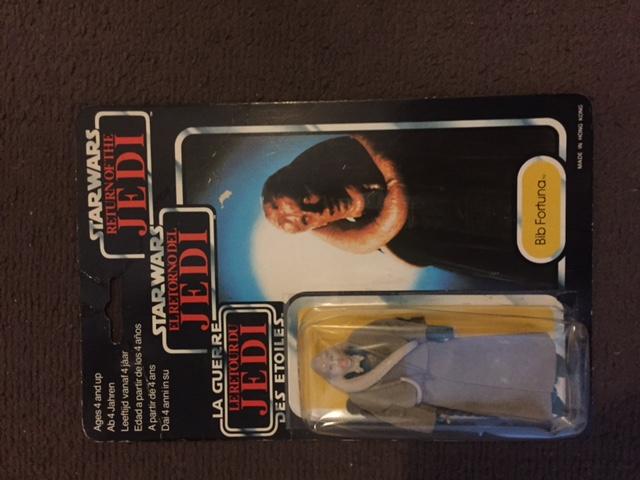 STAR WARS
RETURN OF THE
JEDI
STAR WARS
EL RETORNO DEL
JEDI
LA GUERRE
LE RETOUR DU
JEDI
DES ETOILES
Ages 4 and up
Ab 4 Jahren
Leeftijd vanaf 4 jáar
Edad a partir de los 4 años
A partir de 4 ans
Dai 4 anni in su
Bib Fortuna™
MADE IN HONG KONG